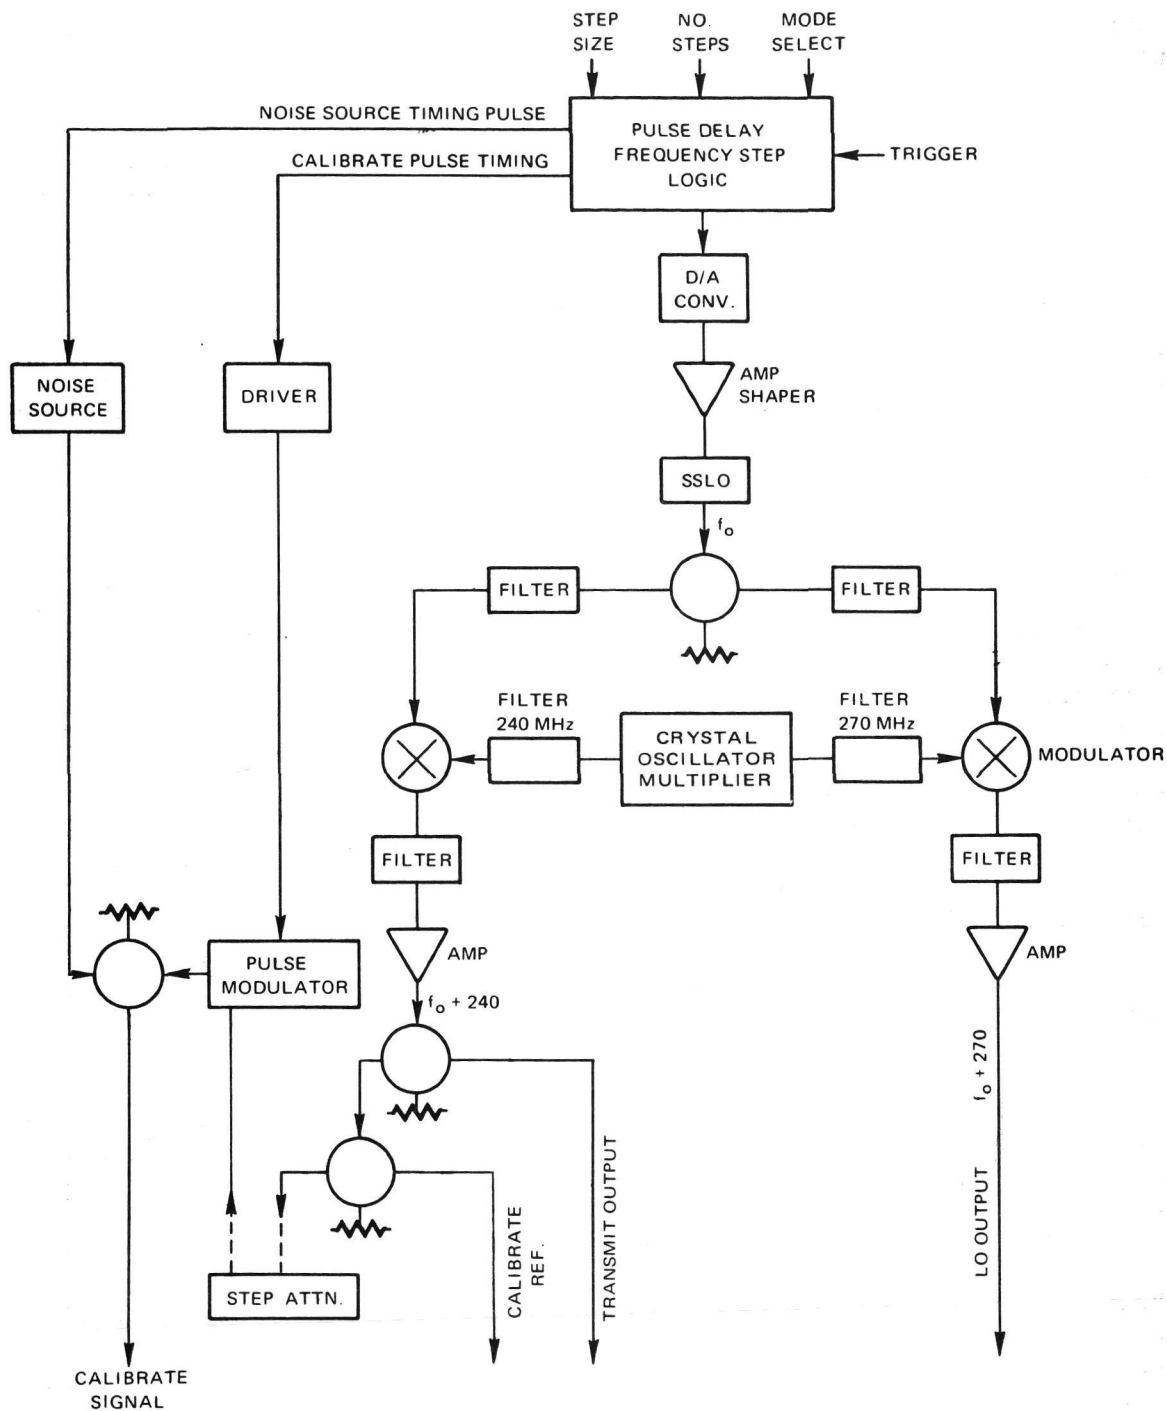 STEP
SIZE
NO.
STEPS
MODE
SELECT
NOISE SOURCE TIMING PULSE
CALIBRATE PULSE TIMING
PULSE DELAY
FREQUENCY STEP
LOGIC
TRIGGER
D/A
CONV.
NOISE
SOURCE
DRIVER
AMP
SHAPER
SSLO
fo
FILTER
FILTER
FILTER
240 MHz
CRYSTAL
OSCILLATOR
MULTIPLIER
FILTER
270 MHz
MODULATOR
FILTER
FILTER
PULSE
MODULATOR
AMP
AMP
fo + 240
fo + 270
LO OUTPUT
TRANSMIT OUTPUT
CALIBRATE
REF.
STEP ATTN.
CALIBRATE
SIGNAL